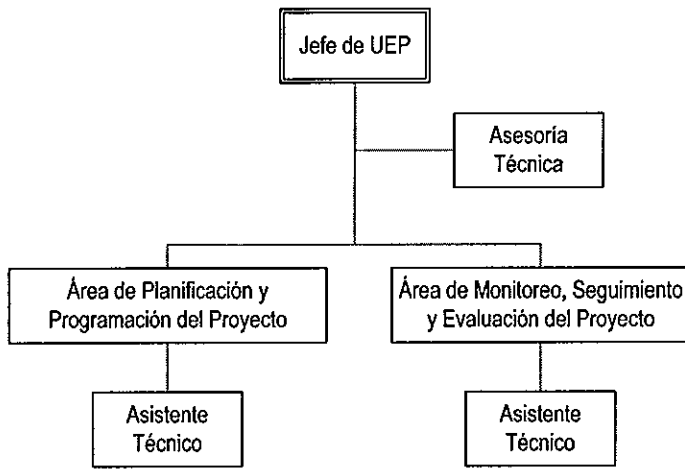 Jefe de UEP
Asesoría
Técnica
Área de Planificación y
Programación del Proyecto
Área de Monitoreo, Seguimiento
y Evaluación del Proyecto
Asistente
Técnico
Asistente
Técnico